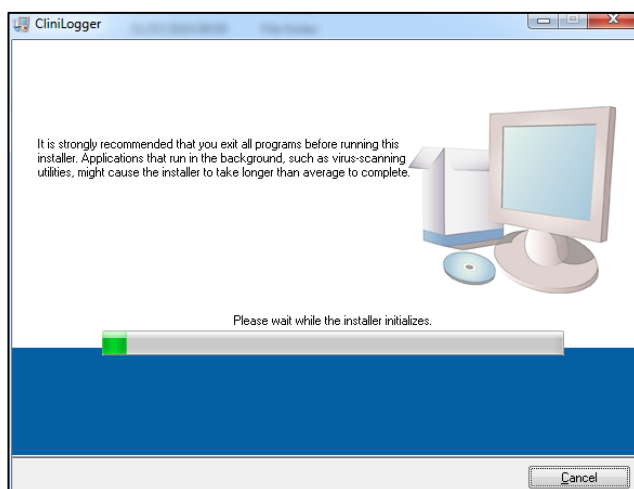 CliniLogger
It is strongly recommended that you exit all programs before running this
installer. Applications that run in the background, such as virus-scanning
utilities, might cause the installer to take longer than average to complete.
Please wait while the installer initializes.
Cancel